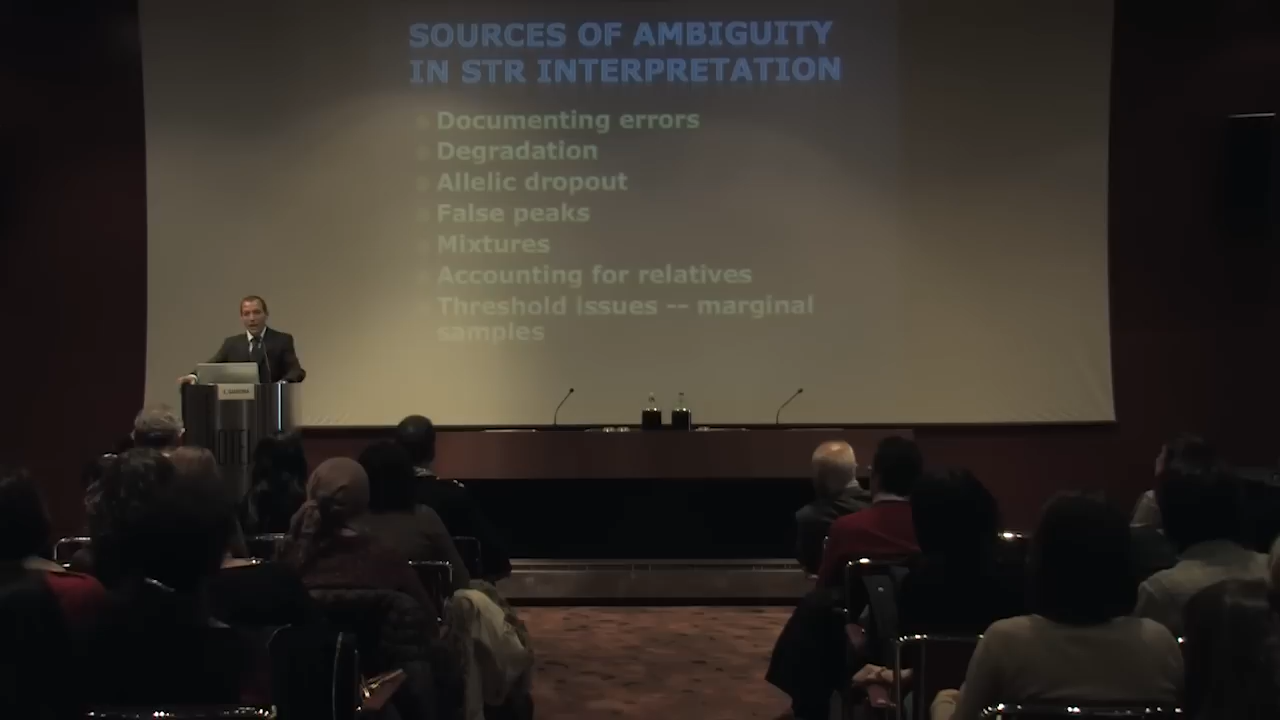 SOURCES OF AMBIGUITY
IN STR INTERPRETATION
Documenting errors
Degradation
Allelic dropout
False peaks
Mixtures
Accounting for relatives
Threshold issues -- marginal
samples